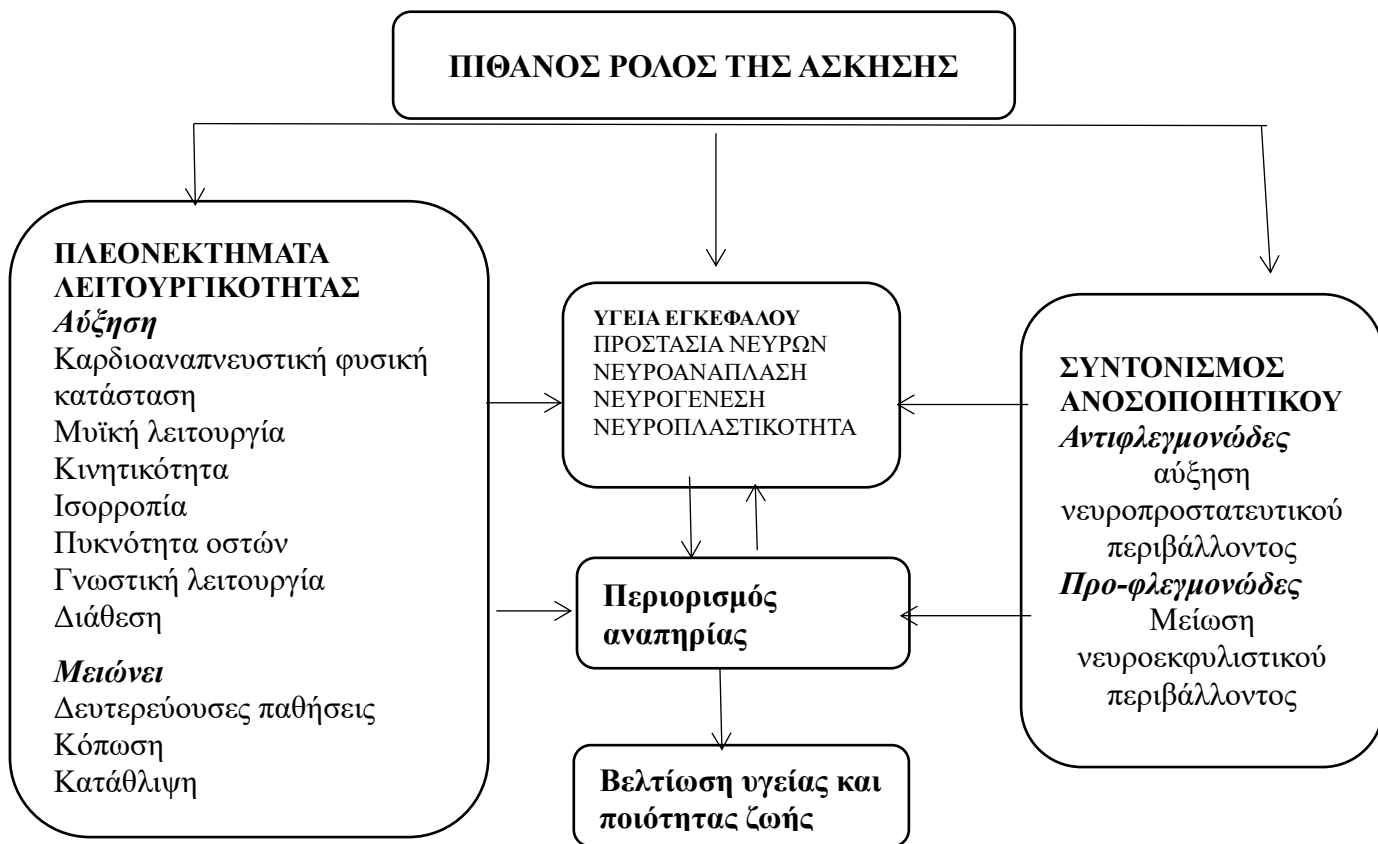 ΠΙΘΑΝΟΣ ΡΟΛΟΣ ΤΗΣ ΑΣΚΗΣΗΣ
ΠΛΕΟΝΕΚΤΗΜΑΤΑ
ΛΕΙΤΟΥΡΓΙΚΟΤΗΤΑΣ
Αύξηση
Καρδιοαναπνευστική φυσική
κατάσταση
Μυϊκή λειτουργία
Κινητικότητα
Ισορροπία
Πυκνότητα οστών
Γνωστική λειτουργία
Διάθεση
Μειώνει
Δευτερεύουσες παθήσεις
Κόπωση
Κατάθλιψη
ΥΓΕΙΑ ΕΓΚΕΦΑΛΟΥ
ΠΡΟΣΤΑΣΙΑ ΝΕΥΡΩΝ
ΝΕΥΡΟΑΝΑΠΛΑΣΗ
ΝΕΥΡΟΓΕΝΕΣΗ
ΝΕΥΡΟΠΛΑΣΤΙΚΟΤΗΤΑ
Περιορισμός
αναπηρίας
Βελτίωση υγείας και
ποιότητας ζωής
ΣΥΝΤΟΝΙΣΜΟΣ
ΑΝΟΣΟΠΟΙΗΤΙΚΟΥ
Αντιφλεγμονώδες
αύξηση
νευροπροστατευτικού
περιβάλλοντος
Προ-φλεγμονώδες
Μείωση
νευροεκφυλιστικού
περιβάλλοντος